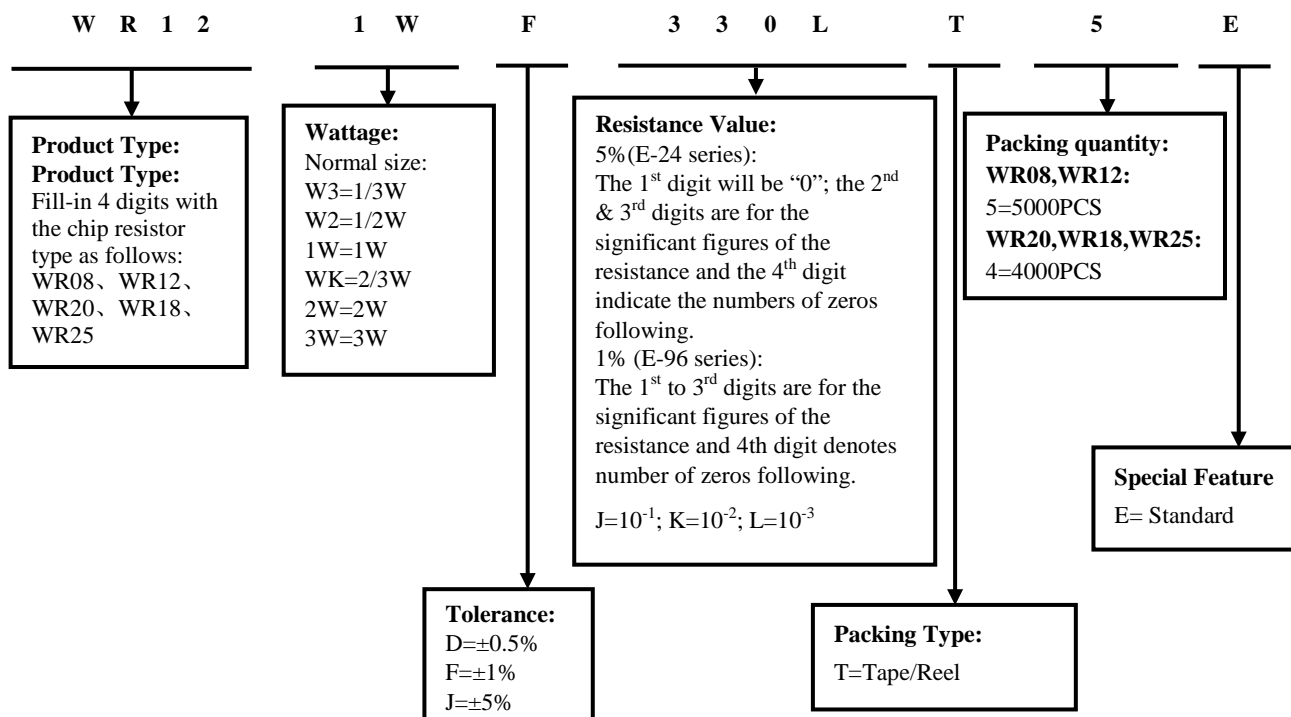 W R 1 2 1 W F 3 3 0 L T 5 E
Product Type:
Product Type:
Fill-in 4 digits with
the chip resistor
type as follows:
WR08、WR12、
WR20、WR18、
WR25
Wattage:
Normal size:
W3=1/3W
W2=1/2W
1W=1W
WK=2/3W
2W=2W
3W=3W
Resistance Value:
5%(E-24 series):
The 1st digit will be “0”; the 2nd
& 3rd digits are for the
significant figures of the
resistance and the 4th digit
indicate the numbers of zeros
following.
1% (E-96 series):
The 1st to 3rd digits are for the
significant figures of the
resistance and 4th digit denotes
number of zeros following.
J=10-1; K=10-2; L=10-3
Packing quantity:
WR08,WR12:
5=5000PCS
WR20,WR18,WR25:
4=4000PCS
Special Feature
E= Standard
Tolerance:
D=±0.5%
F=±1%
J=±5%
Packing Type:
T=Tape/Reel